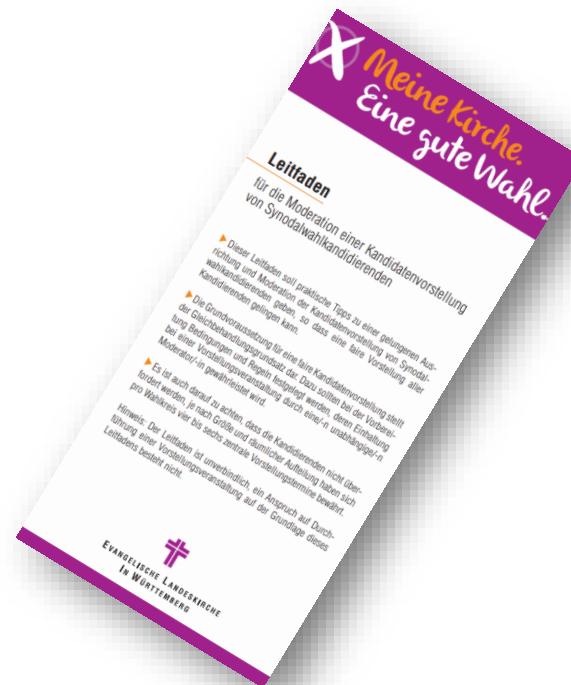 Meine Kirche.
Eine gute Wahl.
Leitfaden
für die Moderation einer Kandidatenvorstellung
von Synodalwahlkandidierenden
▶ Dieser Leitfaden soll praktische Tipps zu einer gelungenen Aus-
richtung und Moderation der Kandidatenvorstellung von Synodal-
wahlkandidierenden geben, so dass eine faire Vorstellung aller
Kandidierenden gelingen kann.
▶ Die Grundvoraussetzung für eine faire Kandidatenvorstellung stellt
der Gleichbehandlungsgrundsatz dar. Dazu sollten bei der Vorberei-
tung Bedingungen und Regeln festgelegt werden, deren Einhaltung
bei einer Vorstellungsveranstaltung durch eine/-n unabhängige/-n
Moderator/-in gewährleistet wird.
▶ Es ist auch darauf zu achten, dass die Kandidierenden nicht über-
fordert werden, je nach Größe und räumlicher Aufteilung haben sich
pro Wahlkreis vier bis sechs zentrale Vorstellungstermine bewährt.
Hinweis: Der Leitfaden ist unverbindlich, ein Anspruch auf Durch-
führung einer Vorstellungsveranstaltung auf der Grundlage dieses
Leitfadens besteht nicht.
EVANGELISCHE LANDESKIRCHE
IN WÜRTTEMBERG